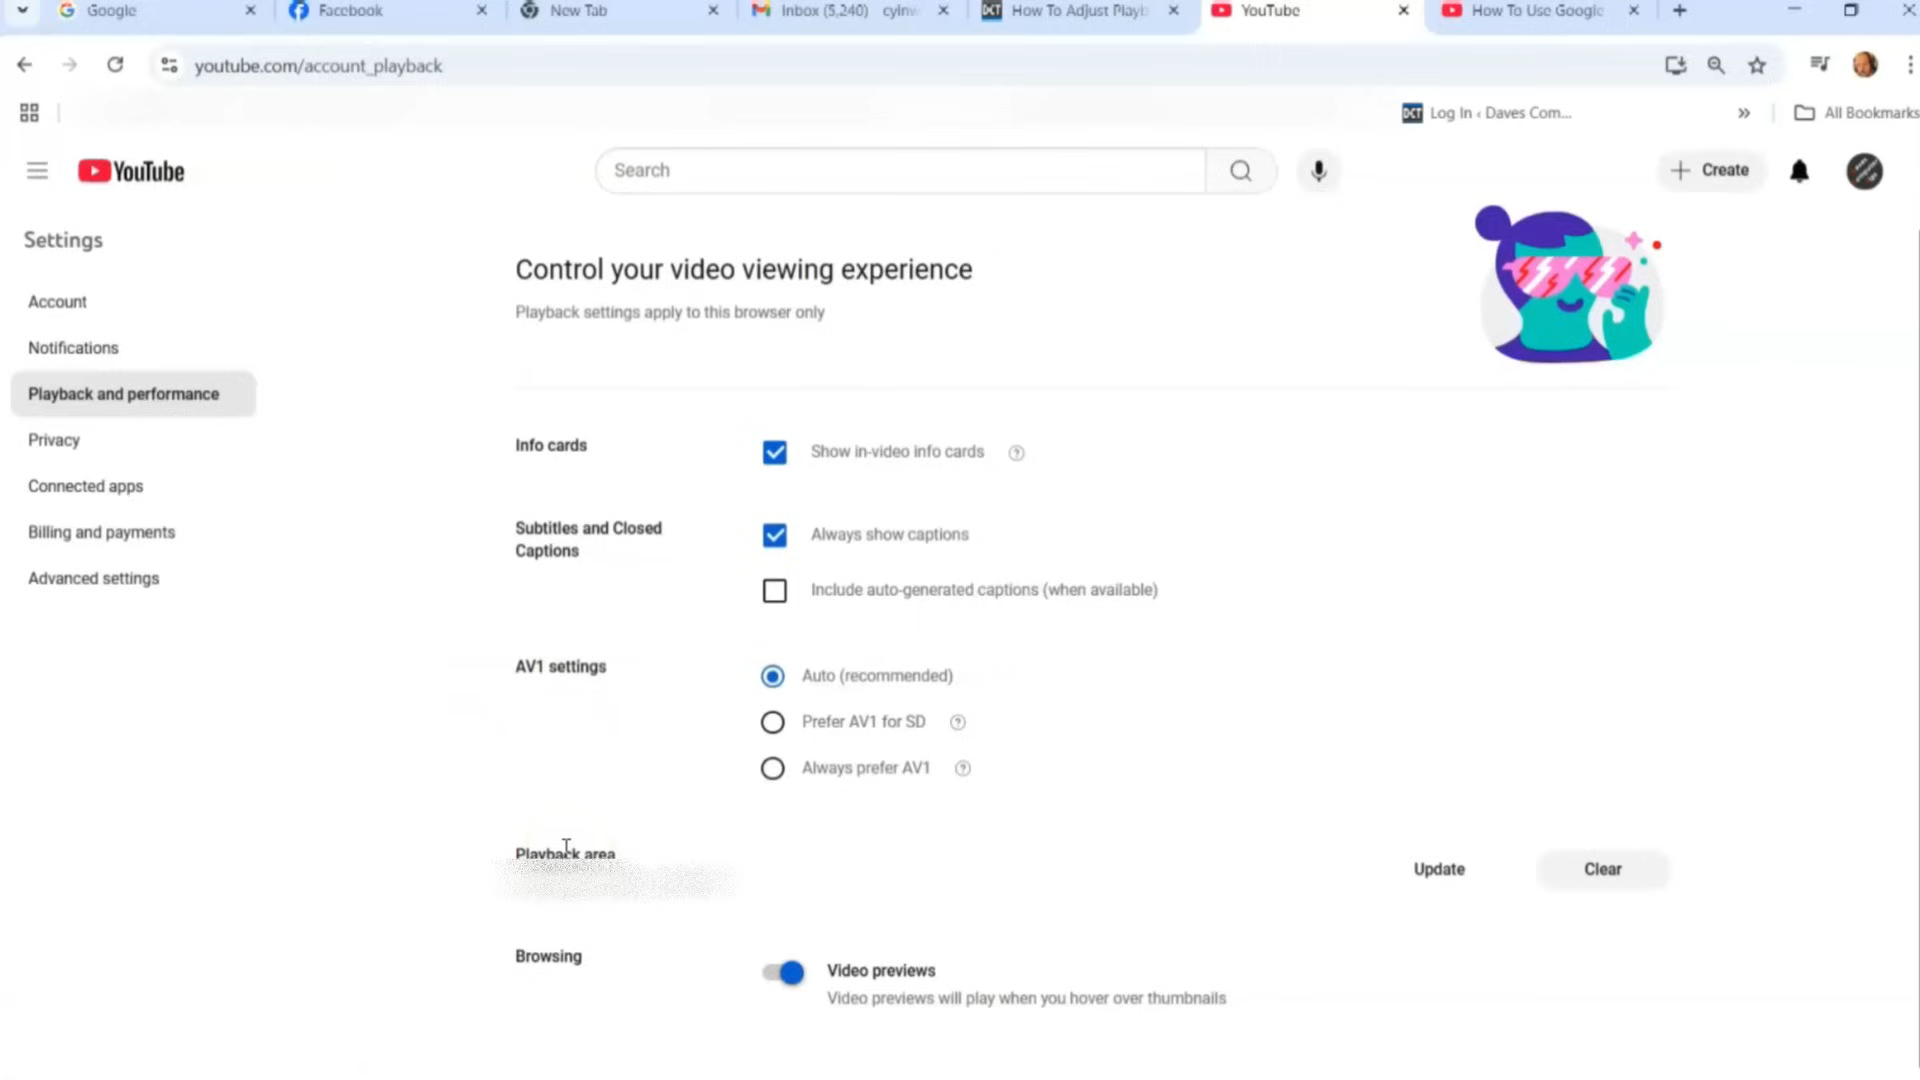 Google
Facebook
New Tab
Inbox (5,240)
DCT How To Adjust Playb
YouTube
How To Use Google
youtube.com/account_playback
DCT Log In ‹ Daves Com...
»
All Bookmarks
YouTube
Search
+ Create
Settings
Control your video viewing experience
Playback settings apply to this browser only
Account
Notifications
Playback and performance
Privacy
Connected apps
Billing and payments
Advanced settings
Info cards
Show in-video info cards
Subtitles and Closed
Captions
Always show captions
Include auto-generated captions (when available)
AV1 settings
Auto (recommended)
Prefer AV1 for SD
Always prefer AV1
Playback area
Update
Clear
Browsing
Video previews
Video previews will play when you hover over thumbnails